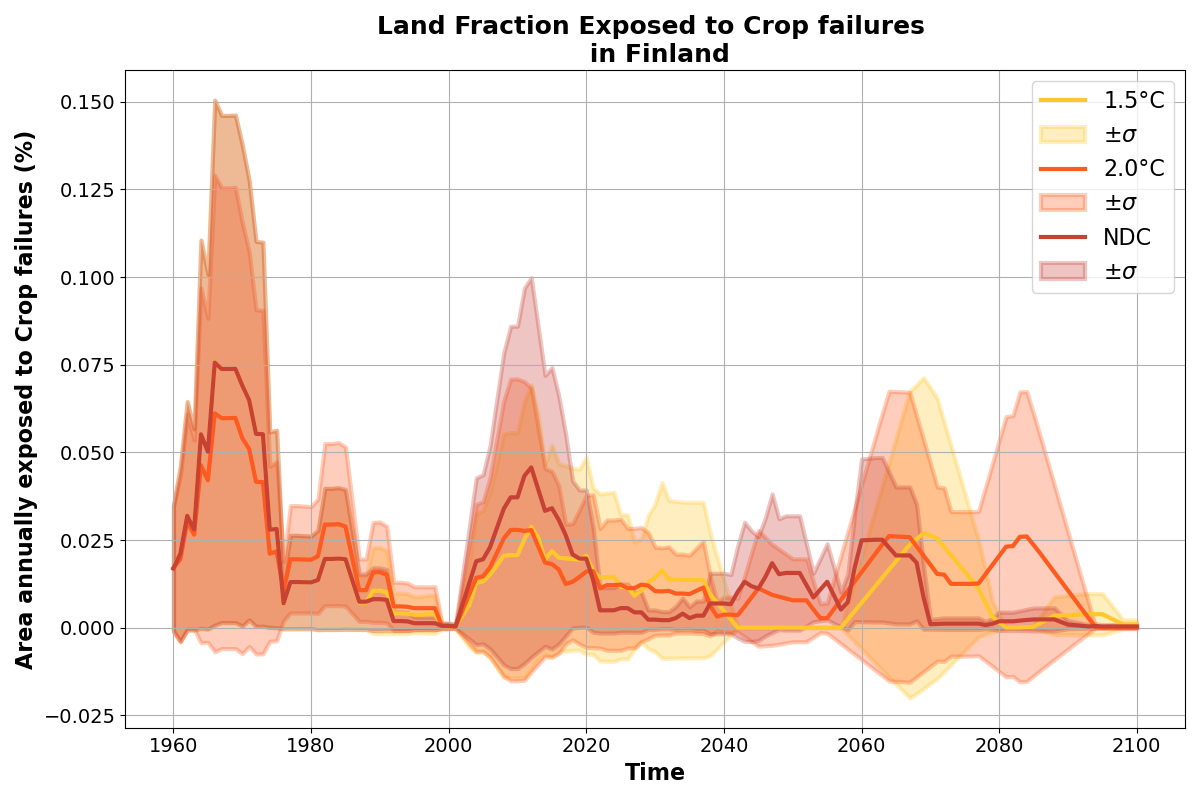 Land Fraction Exposed to Crop failures
in Finland
Area annually exposed to Crop failures (%)
0.150
0.125
0.100
0.075
0.050
0.025
0.000
−0.025
1.5°C
±σ
2.0°C
±σ
NDC
±σ
1960 1980 2000 2020 2040 2060 2080 2100
Time